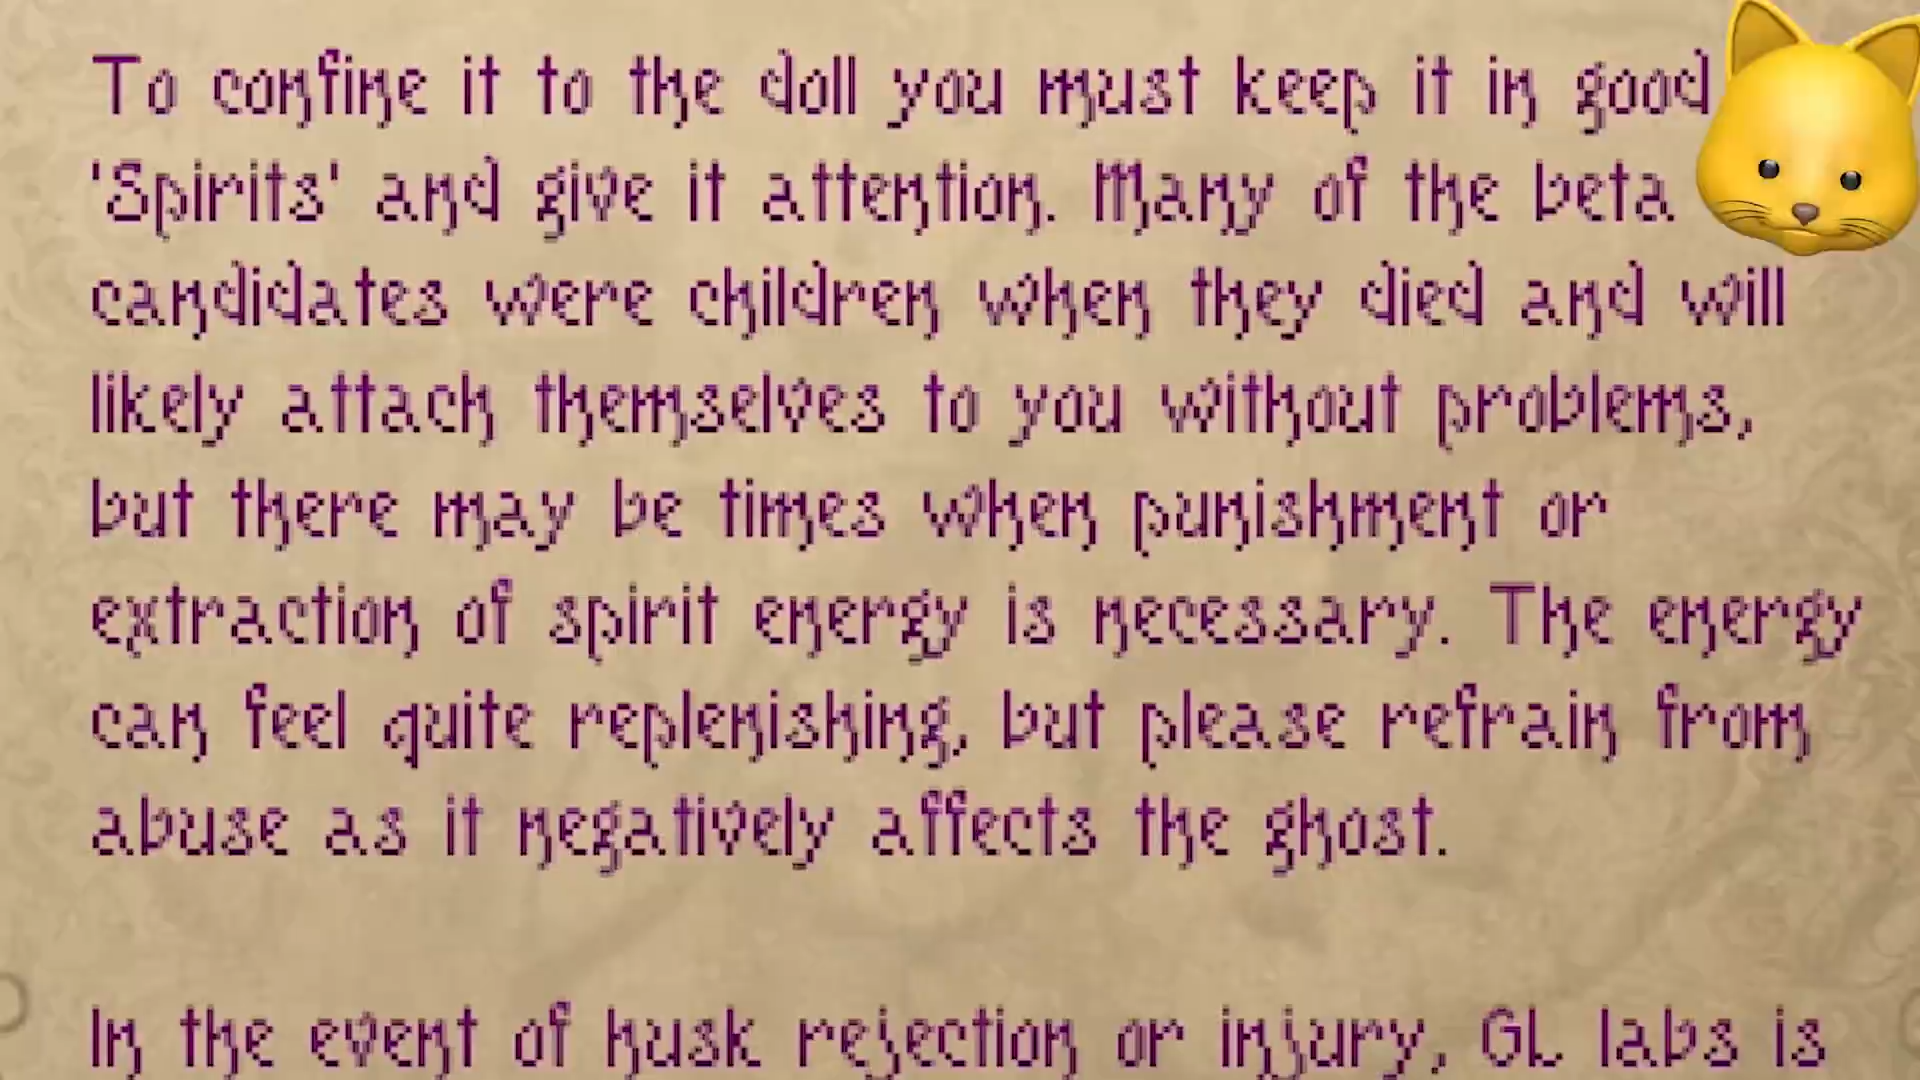 To confine it to the doll you must keep it in good
'Spirits' and give it attention. Many of the beta
candidates were children when they died and will
likely attach themselves to you without problems,
but there may be times when punishment or
extraction of spirit energy is necessary. The energy
can feel quite replenishing, but please refrain from
abuse as it negatively affects the ghost.
In the event of husk rejection or injury, GL labs is